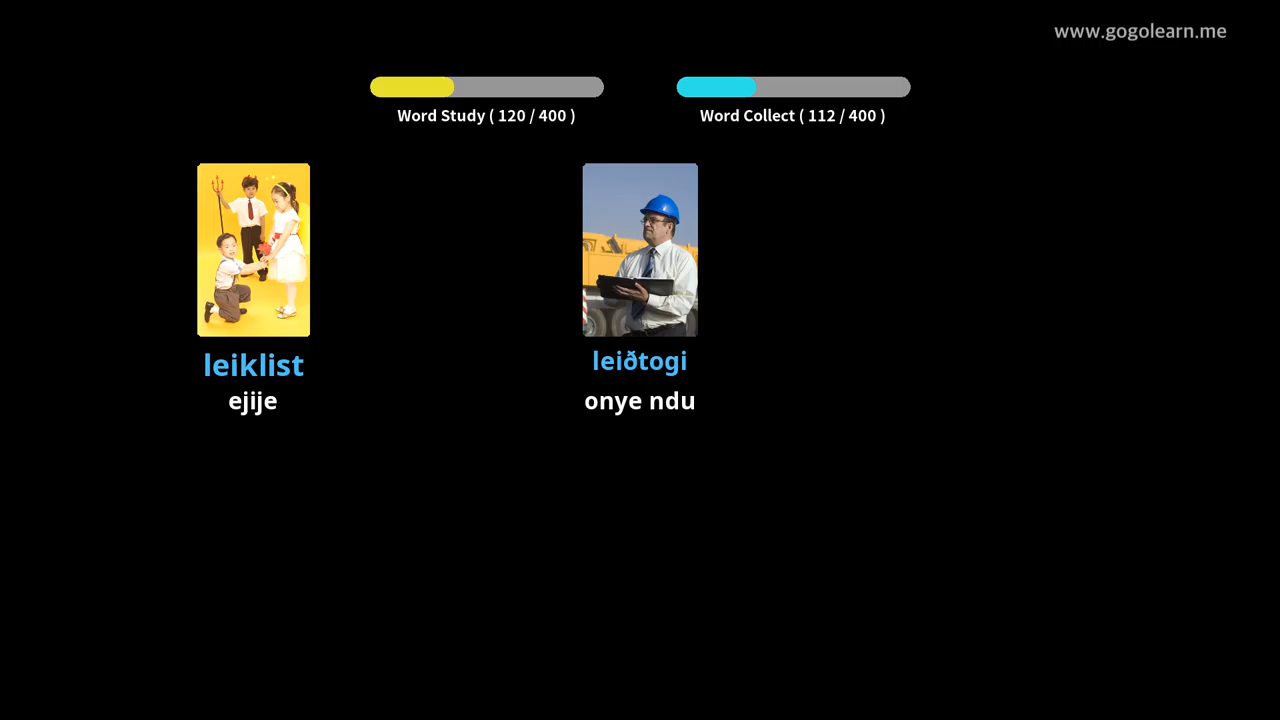 www.gogolearn.me
Word Study ( 120 / 400 )
Word Collect ( 112 / 400 )
leiklist
leiðtogi
ejije
onye ndu